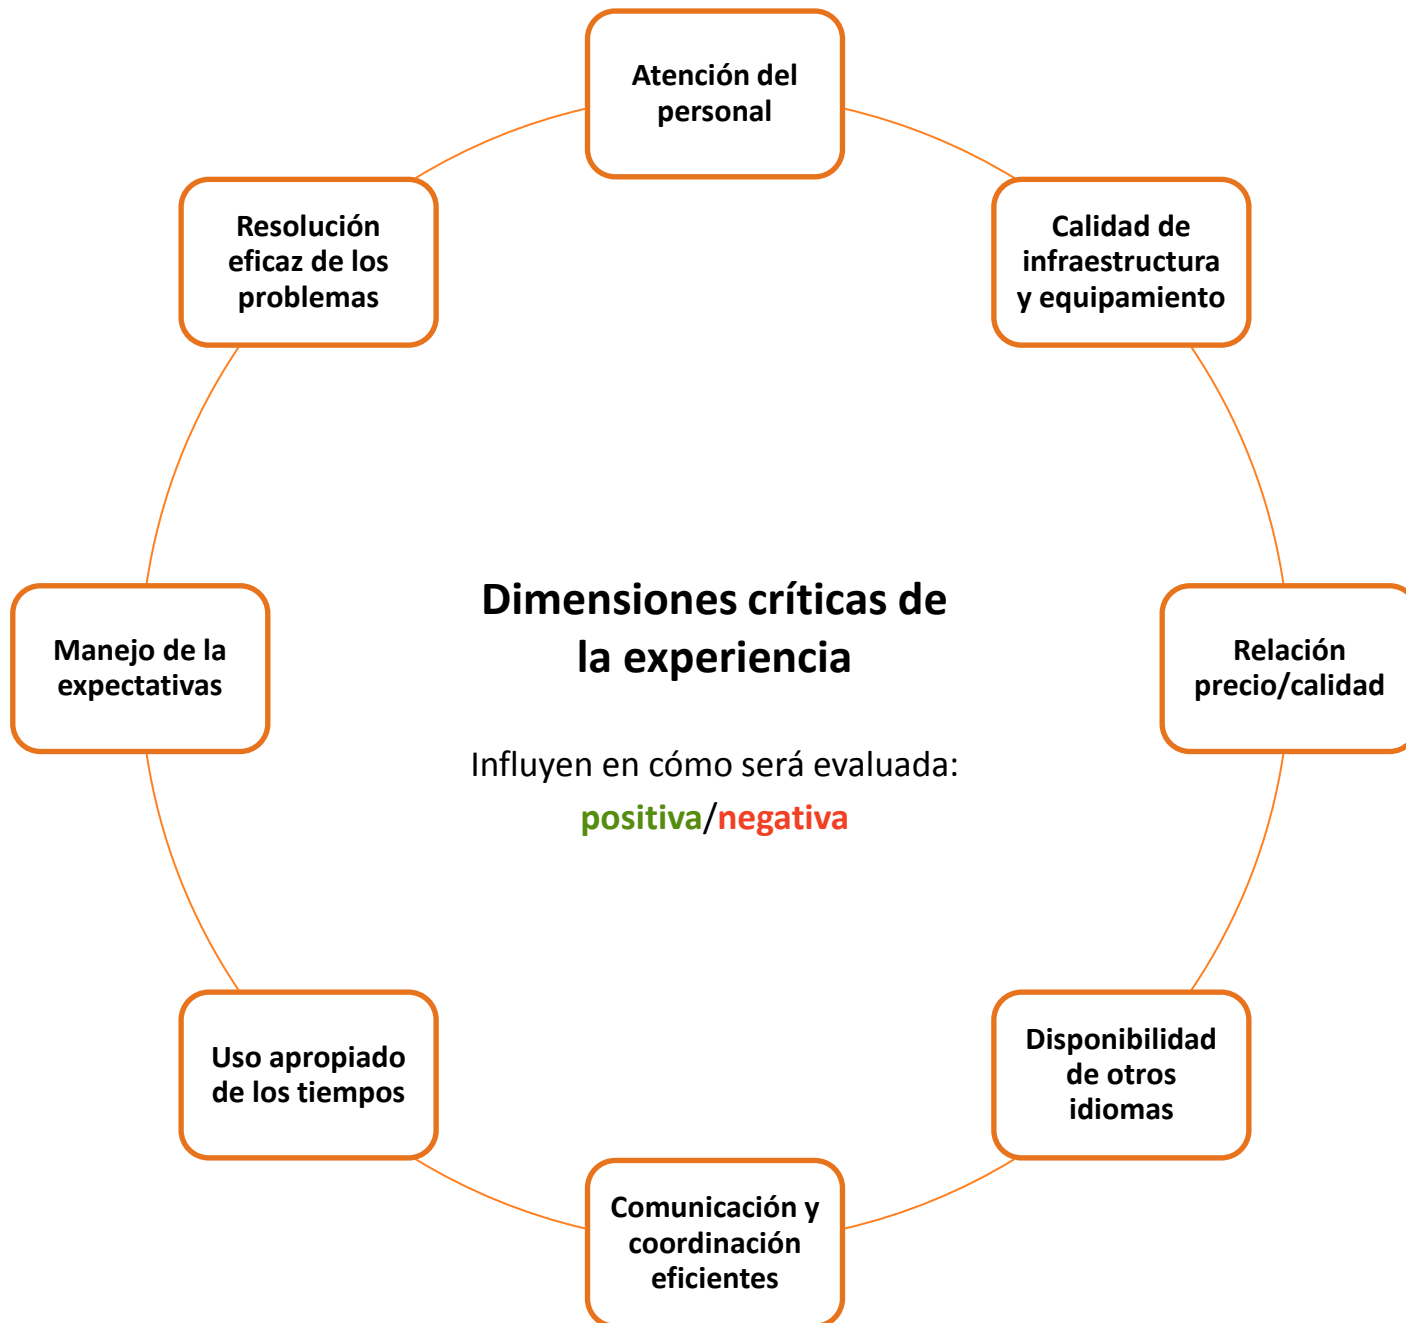 Atención del
personal
Calidad de
infraestructura
y equipamiento
Relación
precio/calidad
Disponibilidad
de otros
idiomas
Comunicación y
coordinación
eficientes
Uso apropiado
de los tiempos
Manejo de la
expectativas
Resolución
eficaz de los
problemas
Dimensiones críticas de
la experiencia
Influyen en cómo será evaluada:
positiva/negativa